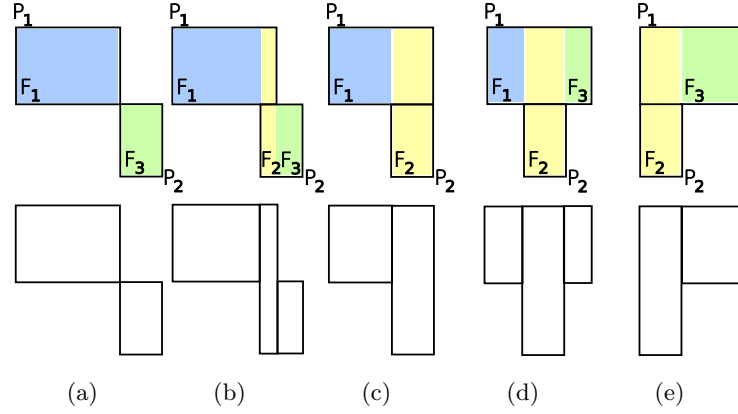 P1 P1 P1 P1 P1
F1 F1 F1 F1 F3 F3
F3 F2 F3 F2 F2 F2
P2 P2 P2 P2 P2
(a) (b) (c) (d) (e)